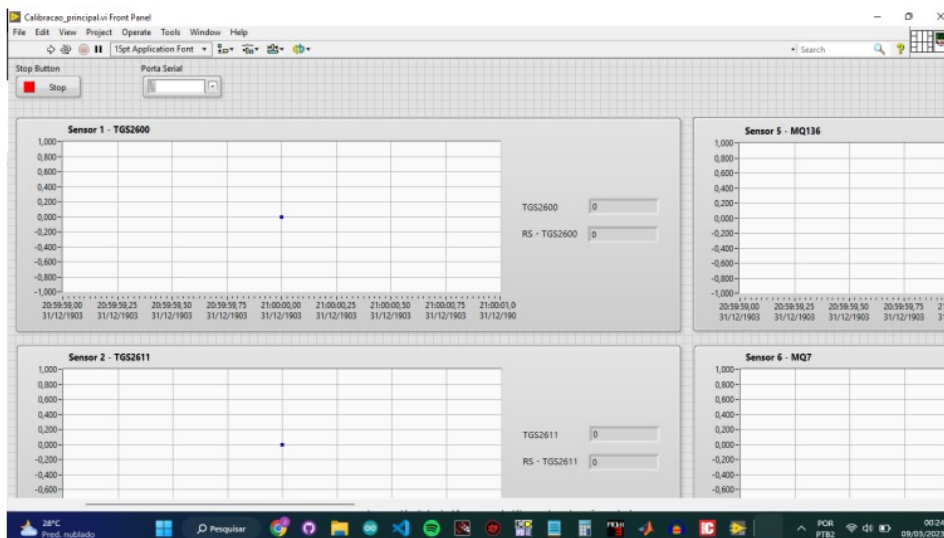 Calibracao_principal.vi Front Panel
File Edit View Project Operate Tools Window Help
15pt Application Font
Search
Stop Button
Porta Serial
Stop
Sensor 1 - TGS2600
1,000
0,800
0,600
0,400
0,200
0,000
-0,200
-0,400
-0,600
-0,800
-1,000
20:59:59,00 20:59:59,25 20:59:59,50 20:59:59,75 21:00:00,00 21:00:00,25 21:00:00,50 21:00:00,75 21:00:01,0
31/12/1903 31/12/1903 31/12/1903 31/12/1903 31/12/1903 31/12/1903 31/12/1903 31/12/1903 31/12/190
TGS2600 0
RS - TGS2600 0
Sensor 5 - MQ136
1,000
0,800
0,600
0,400
0,200
0,000
-0,200
-0,400
-0,600
-0,800
-1,000
20:59:59,00 20:59:59,25 20:59:59,50 20:59:59,75 21
31/12/1903 31/12/1903 31/12/1903 31/12/1903 31
Sensor 2 - TGS2611
1,000
0,800
0,600
0,400
0,200
0,000
-0,200
-0,400
-0,600
TGS2611 0
RS - TGS2611 0
Sensor 6 - MQ7
1,000
0,800
0,600
0,400
0,200
0,000
-0,200
-0,400
-0,600
28°C
Pred. nublado
Pesquisar
POR
PTB2
00:24
09/03/2023